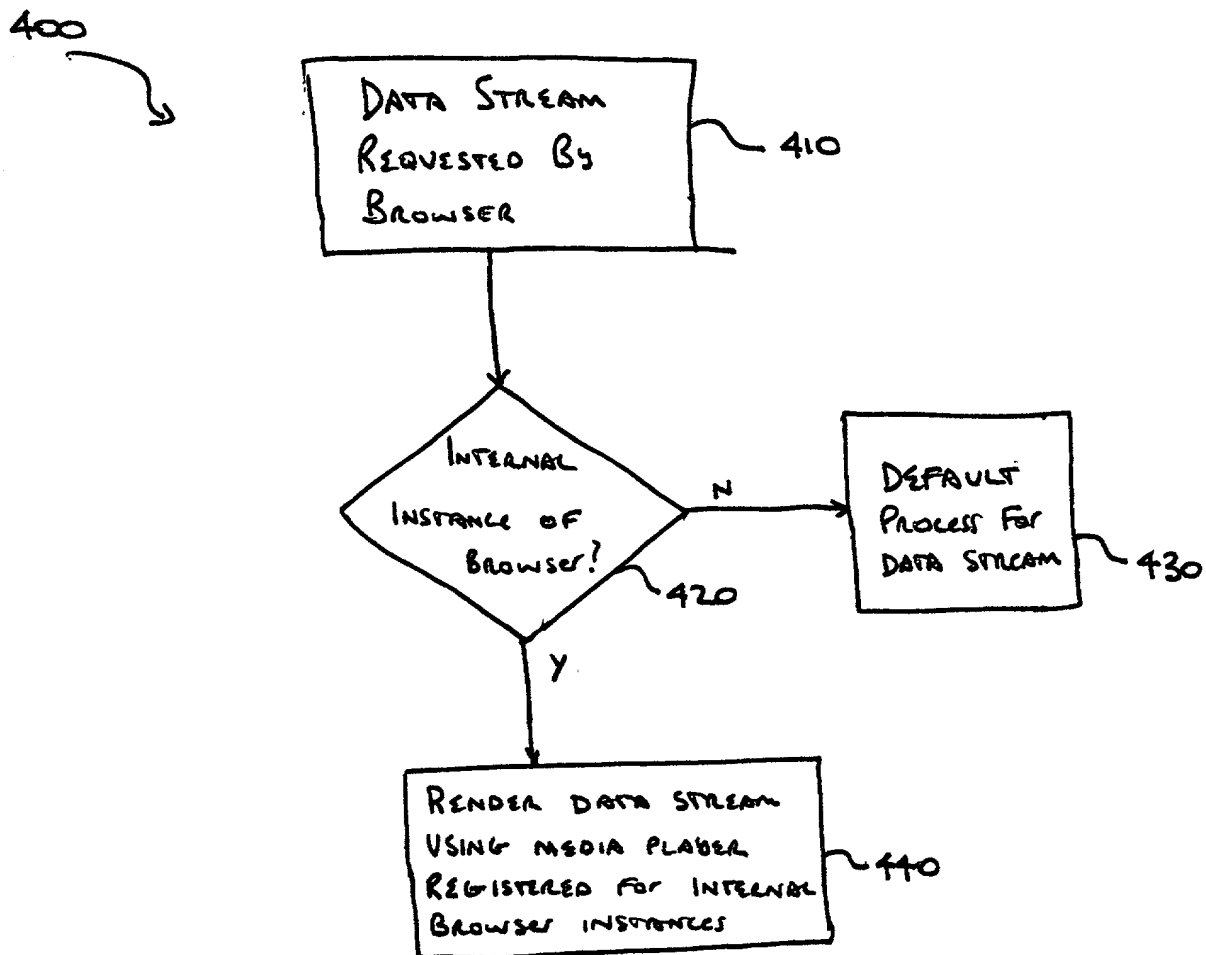 400
DATA STREAM
REQUESTED BY
BROWSER
410
INTERNAL
INSTANCE OF
BROWSER?
420
N
DEFAULT
PROCESS FOR
DATA STREAM
430
Y
RENDER DATA STREAM
USING MEDIA PLAYER
REGISTERED FOR INTERNAL
BROWSER INSTANCES
440